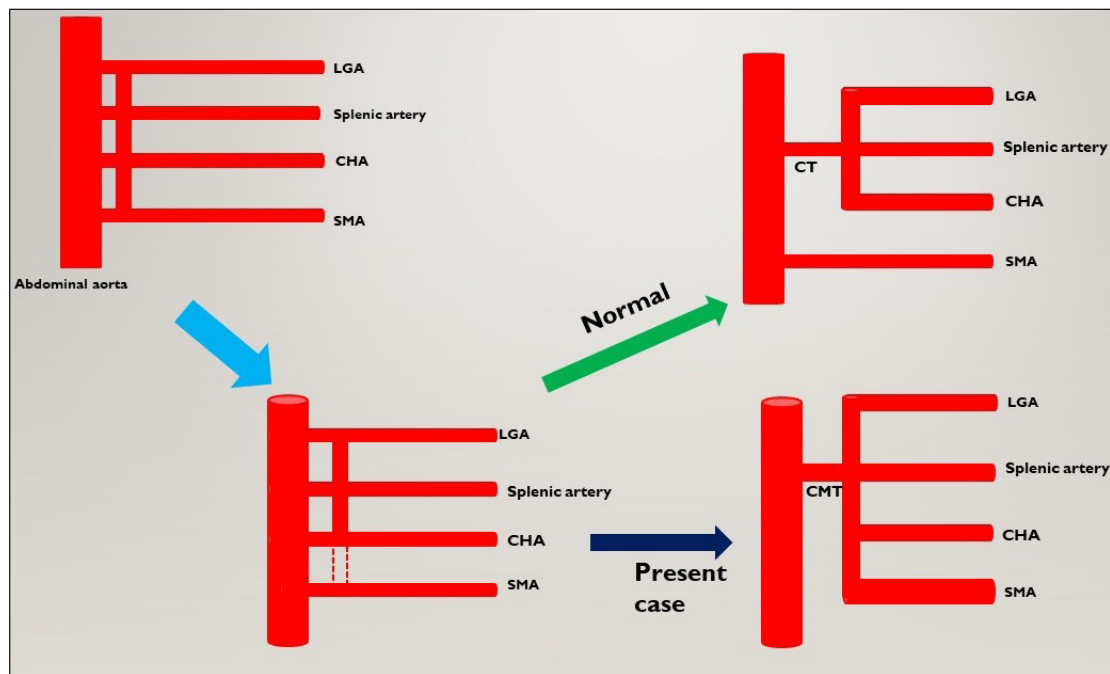 LGA
Splenic artery
CHA
SMA
Abdominal aorta
LGA
Splenic artery
CT
CHA
SMA
Normal
LGA
Splenic artery
CHA
SMA
Present
case
LGA
Splenic artery
CMT
CHA
SMA